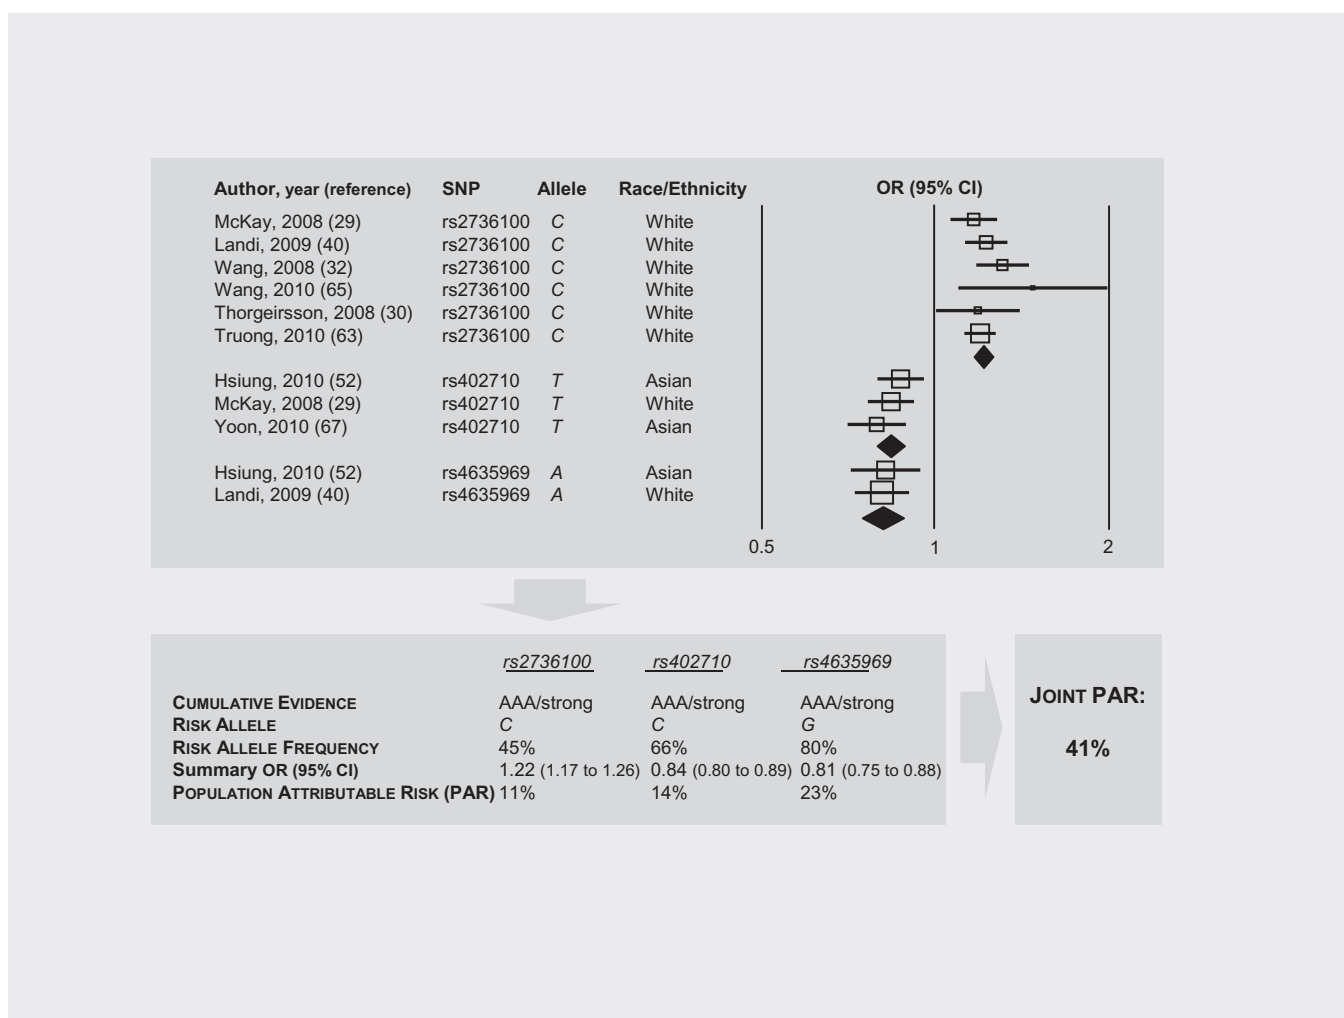 Author, year (reference) SNP Allele Race/Ethnicity OR (95% CI)
McKay, 2008 (29) rs2736100 C White
Landi, 2009 (40) rs2736100 C White
Wang, 2008 (32) rs2736100 C White
Wang, 2010 (65) rs2736100 C White
Thorgeirsson, 2008 (30) rs2736100 C White
Truong, 2010 (63) rs2736100 C White
Hsiung, 2010 (52) rs402710 T Asian
McKay, 2008 (29) rs402710 T White
Yoon, 2010 (67) rs402710 T Asian
Hsiung, 2010 (52) rs4635969 A Asian
Landi, 2009 (40) rs4635969 A White
0.5 1 2
rs2736100 rs402710 rs4635969
CUMULATIVE EVIDENCE AAA/strong AAA/strong AAA/strong
RISK ALLELE C C G
RISK ALLELE FREQUENCY 45% 66% 80%
Summary OR (95% CI) 1.22 (1.17 to 1.26) 0.84 (0.80 to 0.89) 0.81 (0.75 to 0.88)
POPULATION ATTRIBUTABLE RISK (PAR) 11% 14% 23%
JOINT PAR:
41%